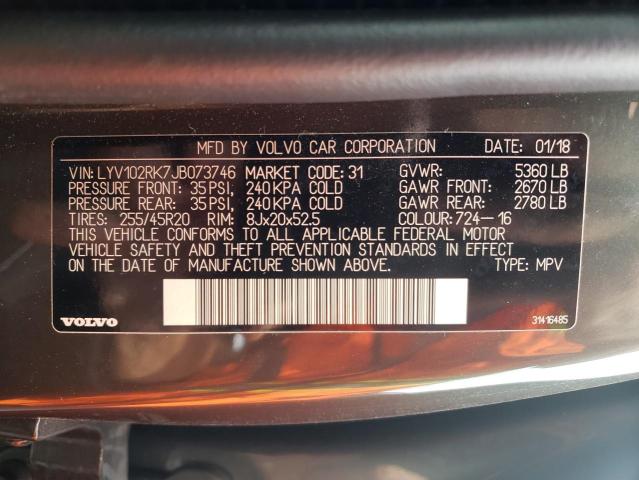 MFD BY VOLVO CAR CORPORATION DATE: 01/18
VIN: LYV102RK7JB073746 MARKET CODE: 31 GVWR: 5360 LB
PRESSURE FRONT: 35 PSI, 240 KPA COLD GAWR FRONT: 2670 LB
PRESSURE REAR: 35 PSI, 240 KPA COLD GAWR REAR: 2780 LB
TIRES: 255/45R20 RIM: 8Jx20x52.5 COLOUR: 724-16
THIS VEHICLE CONFORMS TO ALL APPLICABLE FEDERAL MOTOR
VEHICLE SAFETY AND THEFT PREVENTION STANDARDS IN EFFECT
ON THE DATE OF MANUFACTURE SHOWN ABOVE. TYPE: MPV
VOLVO 31416485